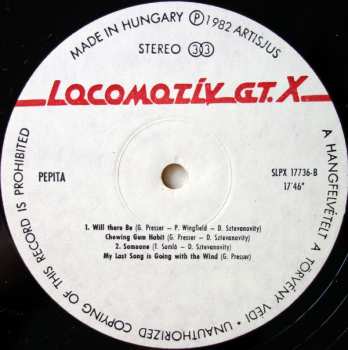 MADE IN HUNGARY Ⓟ 1982 ARTISJUS
STEREO 33
LOCOMOTÍV GT. X
PEPITA
SLPX 17736-B
17'46"
1. Will there Be (G. Presser – P. Wingfield – D. Sztevanovity)
Chewing Gum Habit (G. Presser – D. Sztevanovity)
2. Someone (T. Somló – D. Sztevanovity)
My Last Song is Going with the Wind (G. Presser)
A HANGFELVÉTELT A TÖRVÉNY VÉDI • UNAUTHORIZED COPYING OF THIS RECORD IS PROHIBITED